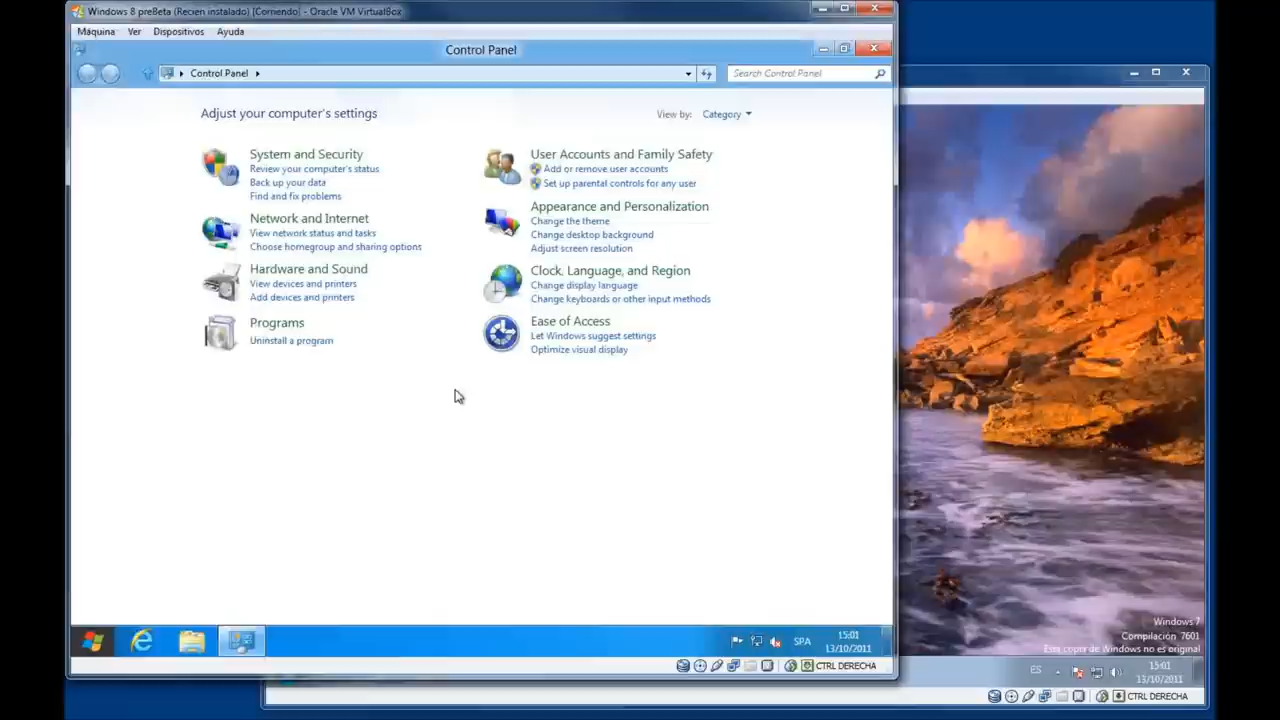 Windows 8 preBeta (Recien instalado) [Corriendo] - Oracle VM VirtualBox
Máquina Ver Dispositivos Ayuda
Control Panel
Control Panel
Search Control Panel
Adjust your computer's settings
View by: Category
System and Security
Review your computer's status
Back up your data
Find and fix problems
Network and Internet
View network status and tasks
Choose homegroup and sharing options
Hardware and Sound
View devices and printers
Add devices and printers
Programs
Uninstall a program
User Accounts and Family Safety
Add or remove user accounts
Set up parental controls for any user
Appearance and Personalization
Change the theme
Change desktop background
Adjust screen resolution
Clock, Language, and Region
Change display language
Change keyboards or other input methods
Ease of Access
Let Windows suggest settings
Optimize visual display
SPA
15:01
13/10/2011
CTRL DERECHA
Windows 7
Compilación 7601
Esta copia de Windows no es original
ES
15:01
13/10/2011
CTRL DERECHA